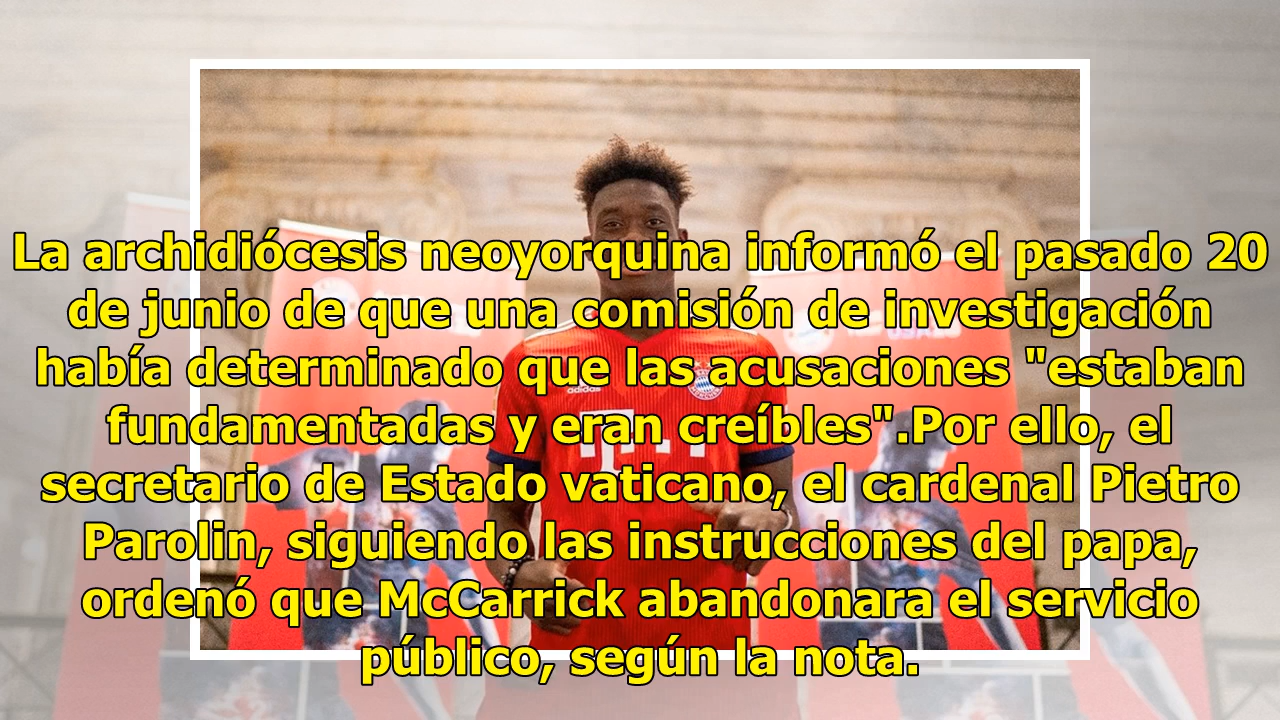 La archidiócesis neoyorquina informó el pasado 20
de junio de que una comisión de investigación
había determinado que las acusaciones "estaban
fundamentadas y eran creíbles".Por ello, el
secretario de Estado vaticano, el cardenal Pietro
Parolin, siguiendo las instrucciones del papa,
ordenó que McCarrick abandonara el servicio
público, según la nota.
adidas